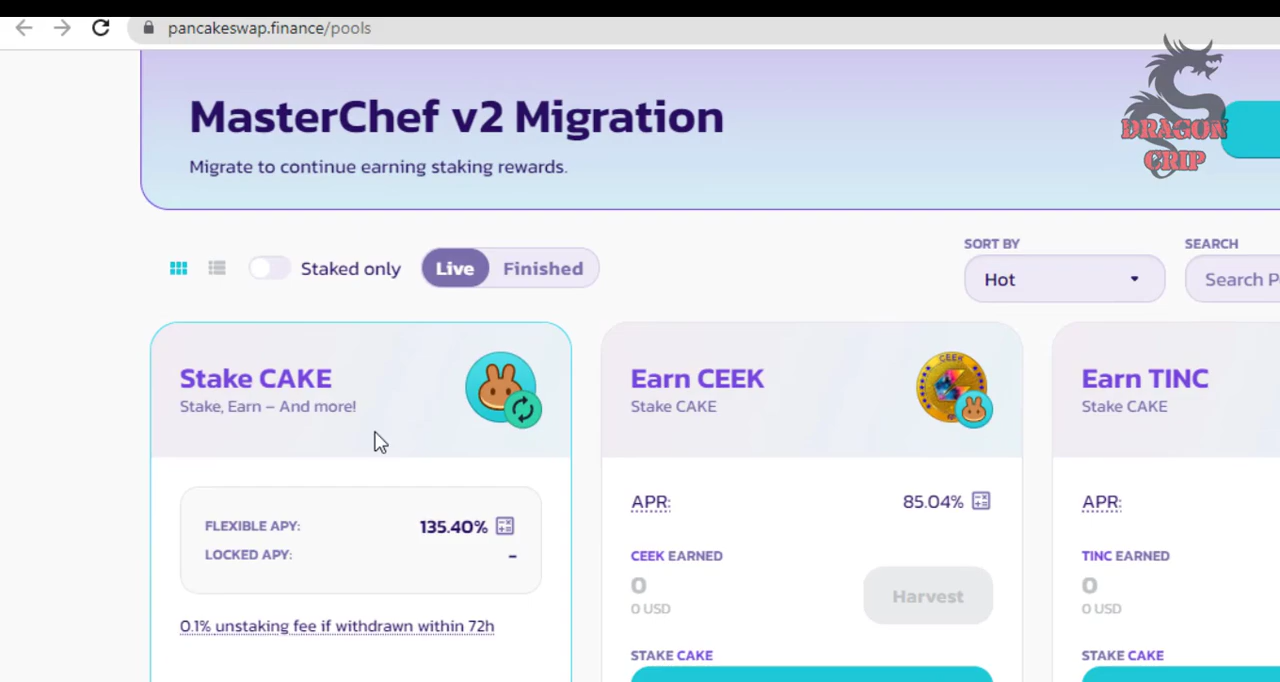 pancakeswap.finance/pools
MasterChef v2 Migration
Migrate to continue earning staking rewards.
DRAGON
GRIP
Staked only
Live
Finished
SORT BY
Hot
SEARCH
Search P
Stake CAKE
Stake, Earn – And more!
FLEXIBLE APY:
135.40%
LOCKED APY:
-
0.1% unstaking fee if withdrawn within 72h
Earn CEEK
Stake CAKE
CEEK
APR:
85.04%
CEEK EARNED
0
0 USD
Harvest
STAKE CAKE
Earn TINC
Stake CAKE
APR:
TINC EARNED
0
0 USD
STAKE CAKE